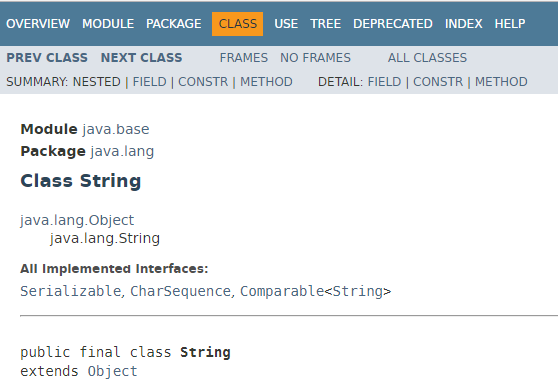 OVERVIEW MODULE PACKAGE CLASS USE TREE DEPRECATED INDEX HELP
PREV CLASS NEXT CLASS FRAMES NO FRAMES ALL CLASSES
SUMMARY: NESTED | FIELD | CONSTR | METHOD DETAIL: FIELD | CONSTR | METHOD
Module java.base
Package java.lang
Class String
java.lang.Object
java.lang.String
All Implemented Interfaces:
Serializable, CharSequence, Comparable<String>
public final class String
extends Object